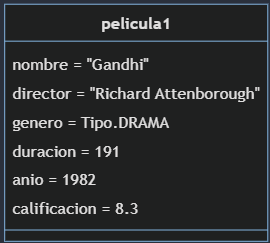 pelicula1
nombre = "Gandhi"
director = "Richard Attenborough"
genero = Tipo.DRAMA
duracion = 191
anio = 1982
calificacion = 8.3